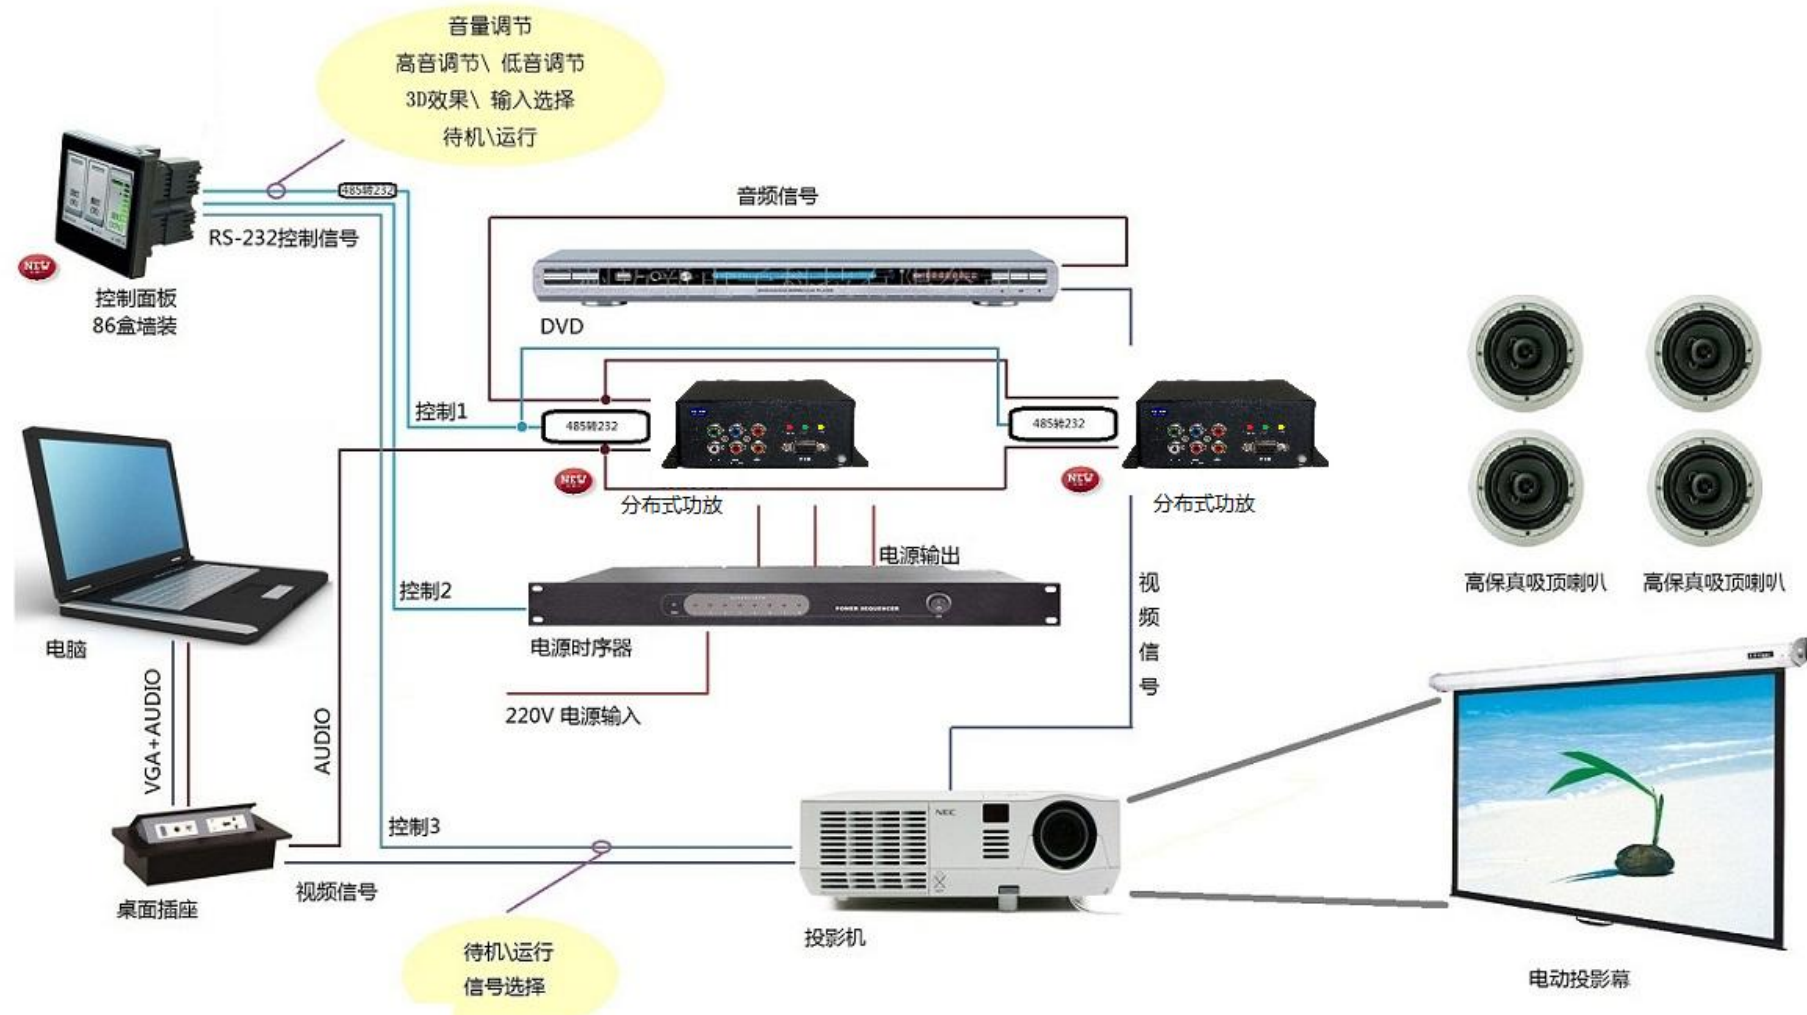 音量调节
高音调节\ 低音调节
3D效果\ 输入选择
待机\运行
485转232
RS-232控制信号
NEW
控制面板
86盒墙装
音频信号
DVD
控制1
485转232
485转232
NEW
NEW
分布式功放
分布式功放
电源输出
控制2
POWER SEQUENCER
电源时序器
220V 电源输入
视频信号
高保真吸顶喇叭
高保真吸顶喇叭
电脑
VGA+AUDIO
AUDIO
控制3
NEC
视频信号
桌面插座
投影机
待机\运行
信号选择
电动投影幕